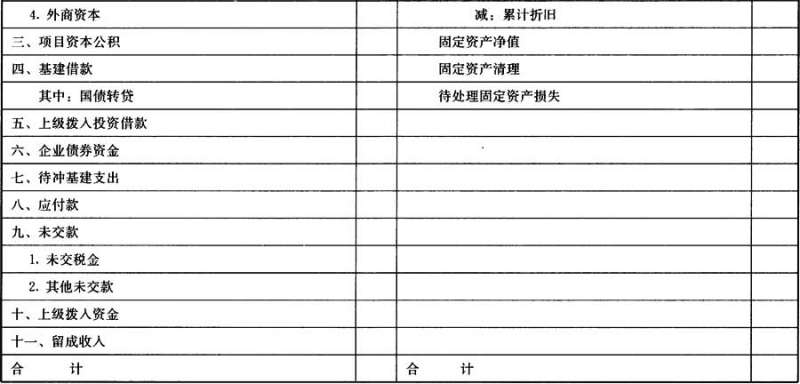 4. 外商资本 减：累计折旧
三、项目资本公积 固定资产净值
四、基建借款 固定资产清理
其中：国债转贷 待处理固定资产损失
五、上级拨入投资借款
六、企业债券资金
七、待冲基建支出
八、应付款
九、未交款
1. 未交税金
2. 其他未交款
十、上级拨入资金
十一、留成收入
合 计 合 计